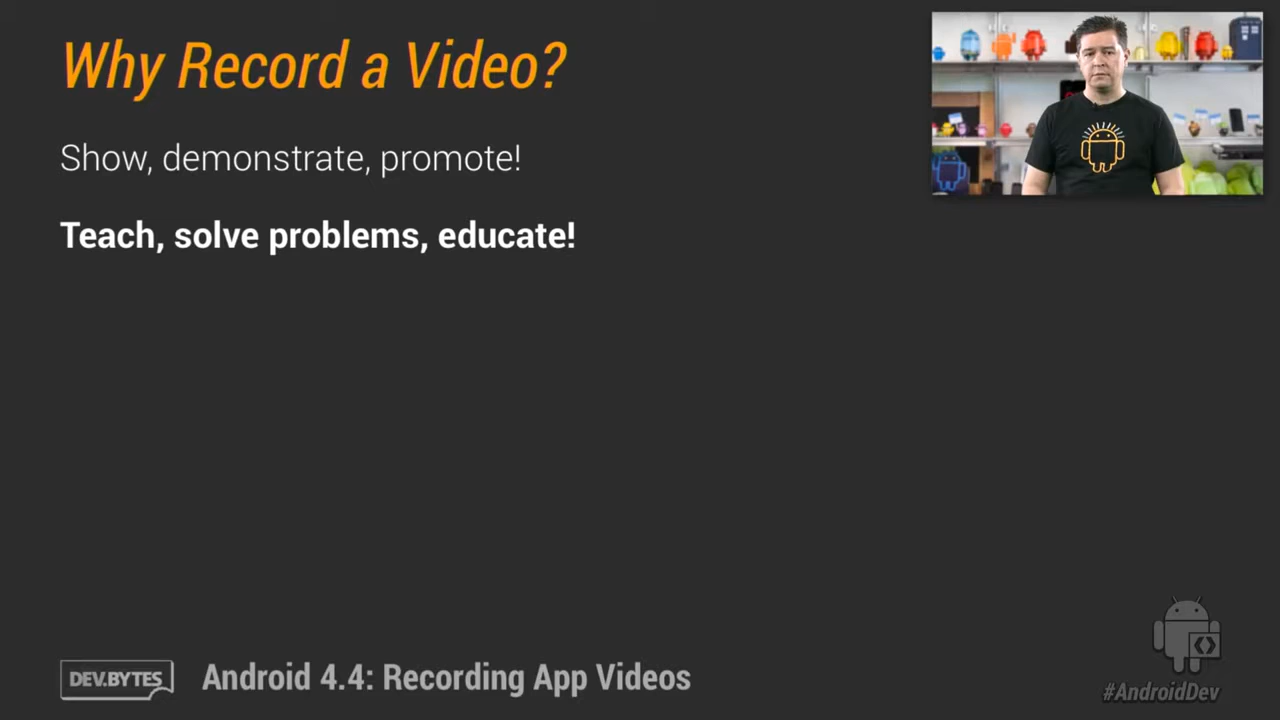 Why Record a Video?
Show, demonstrate, promote!
Teach, solve problems, educate!
DEV.BYTES
Android 4.4: Recording App Videos
#AndroidDev